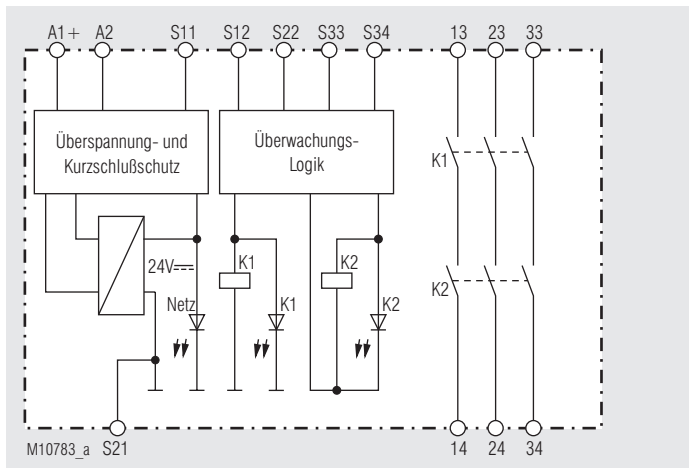 A1+ A2 S11 S12 S22 S33 S34 13 23 33
Überspannung- und
Kurzschlußschutz
Überwachungs-
Logik
K1
24V
K1
K2
K2
Netz
K1
K2
M10783_a
S21
14 24 34